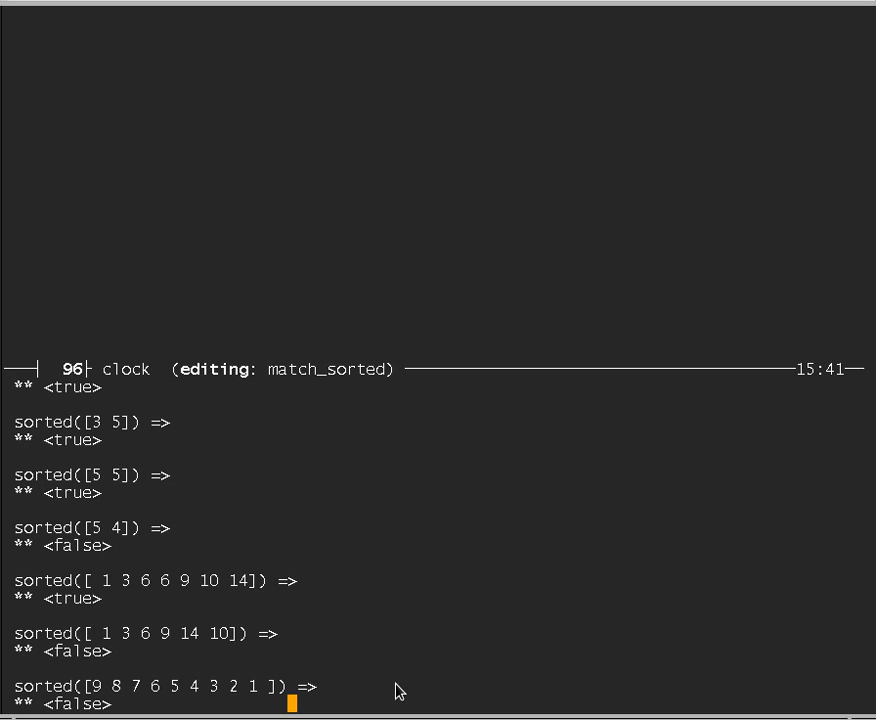 96 clock (editing: match_sorted) 15:41
** <true>
sorted([3 5]) =>
** <true>
sorted([5 5]) =>
** <true>
sorted([5 4]) =>
** <false>
sorted([ 1 3 6 6 9 10 14]) =>
** <true>
sorted([ 1 3 6 9 14 10]) =>
** <false>
sorted([9 8 7 6 5 4 3 2 1 ]) =>
** <false>